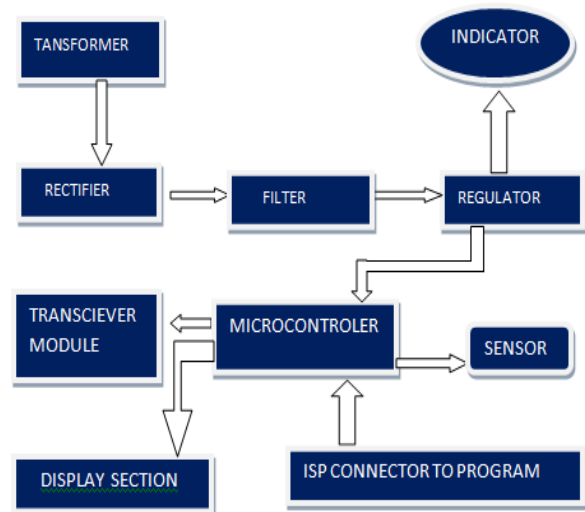 TANSFORMER
INDICATOR
RECTIFIER
FILTER
REGULATOR
TRANSCIEVER
MODULE
MICROCONTROLER
SENSOR
DISPLAY SECTION
ISP CONNECTOR TO PROGRAM